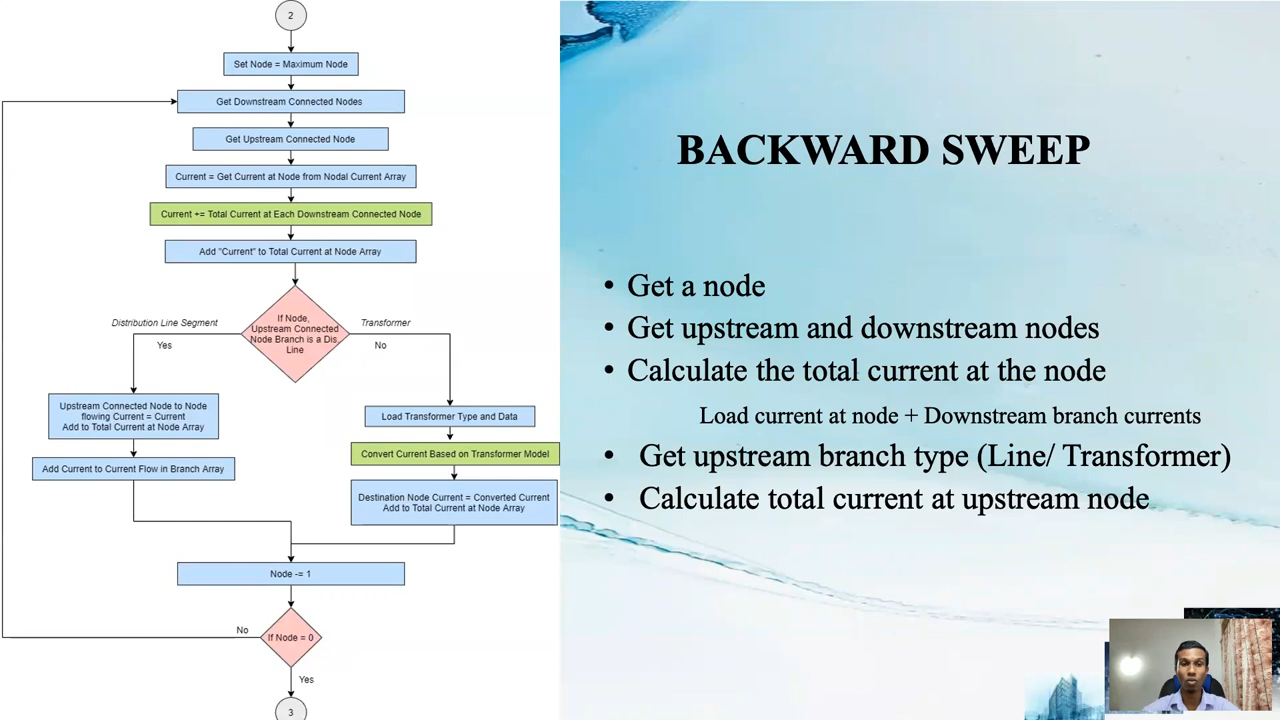 2
Set Node = Maximum Node
Get Downstream Connected Nodes
Get Upstream Connected Node
Current = Get Current at Node from Nodal Current Array
Current += Total Current at Each Downstream Connected Node
Add "Current" to Total Current at Node Array
If Node,
Upstream Connected
Node Branch is a Dis.
Line
Distribution Line Segment
Yes
Transformer
No
Upstream Connected Node to Node
flowing Current = Current
Add to Total Current at Node Array
Add Current to Current Flow in Branch Array
Load Transformer Type and Data
Convert Current Based on Transformer Model
Destination Node Current = Converted Current
Add to Total Current at Node Array
Node -= 1
If Node = 0
No
Yes
3
BACKWARD SWEEP
• Get a node
• Get upstream and downstream nodes
• Calculate the total current at the node
Load current at node + Downstream branch currents
• Get upstream branch type (Line/ Transformer)
• Calculate total current at upstream node